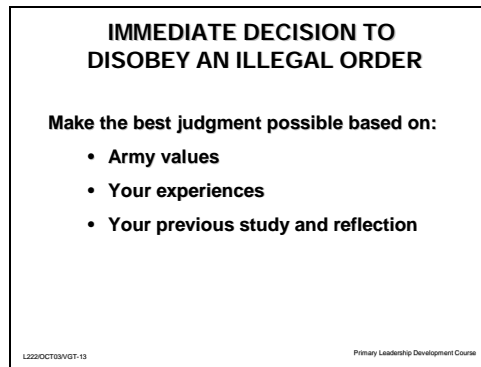 IMMEDIATE DECISION TO
DISOBEY AN ILLEGAL ORDER
Make the best judgment possible based on:
• Army values
• Your experiences
• Your previous study and reflection
L222/OCT03/VGT-13
Primary Leadership Development Course